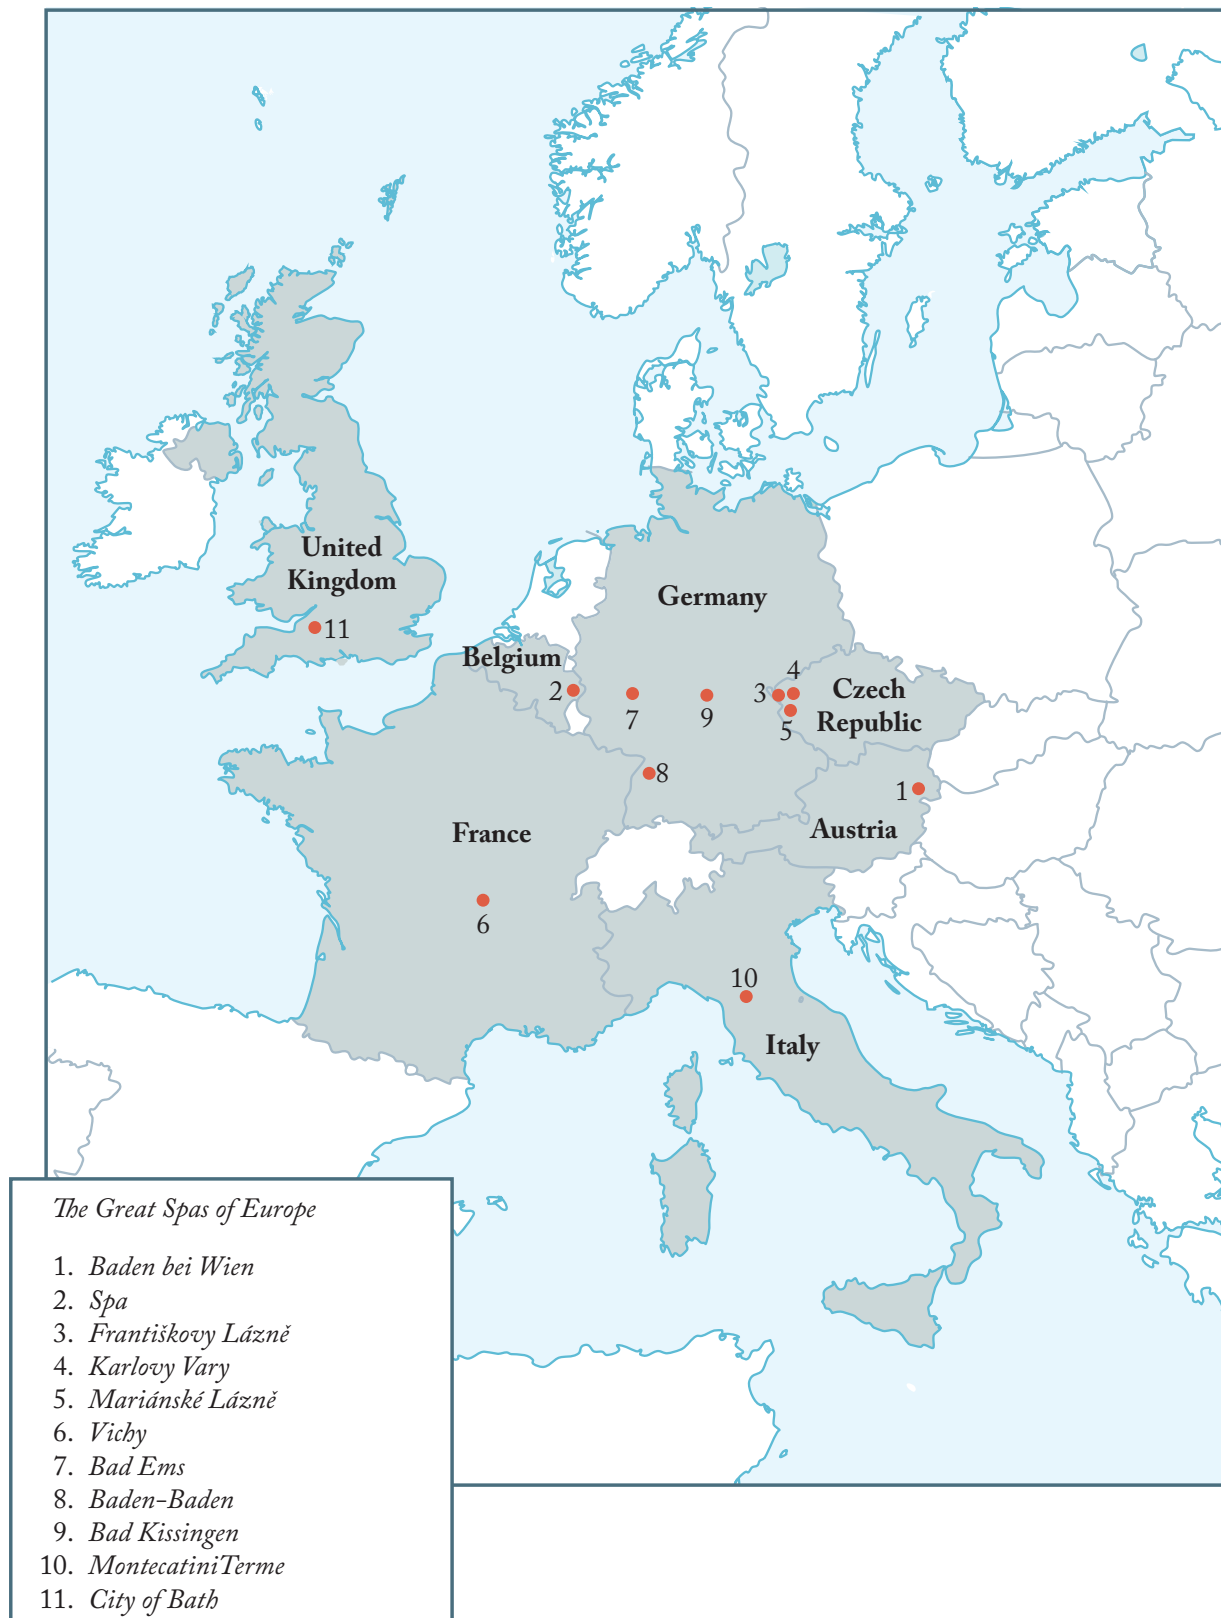 United
Kingdom
11
Germany
Belgium
2
7
9
3
4
5
Czech
Republic
8
1
Austria
France
6
10
Italy
The Great Spas of Europe
1. Baden bei Wien
2. Spa
3. Františkovy Lázně
4. Karlovy Vary
5. Mariánské Lázně
6. Vichy
7. Bad Ems
8. Baden-Baden
9. Bad Kissingen
10. MontecatiniTerme
11. City of Bath